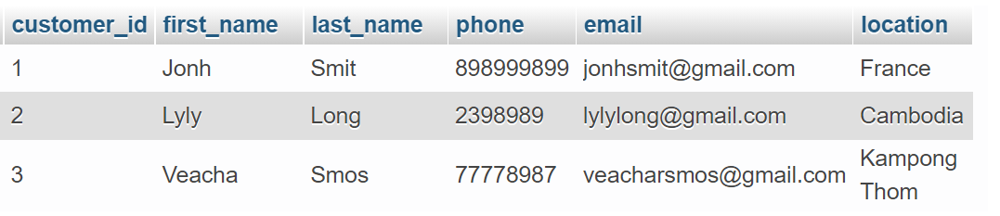 customer_id first_name last_name phone email location
1 Jonh Smit 898999899 jonhsmit@gmail.com France
2 Lyly Long 2398989 lylylong@gmail.com Cambodia
3 Veacha Smos 77778987 veacharsmos@gmail.com Kampong
Thom